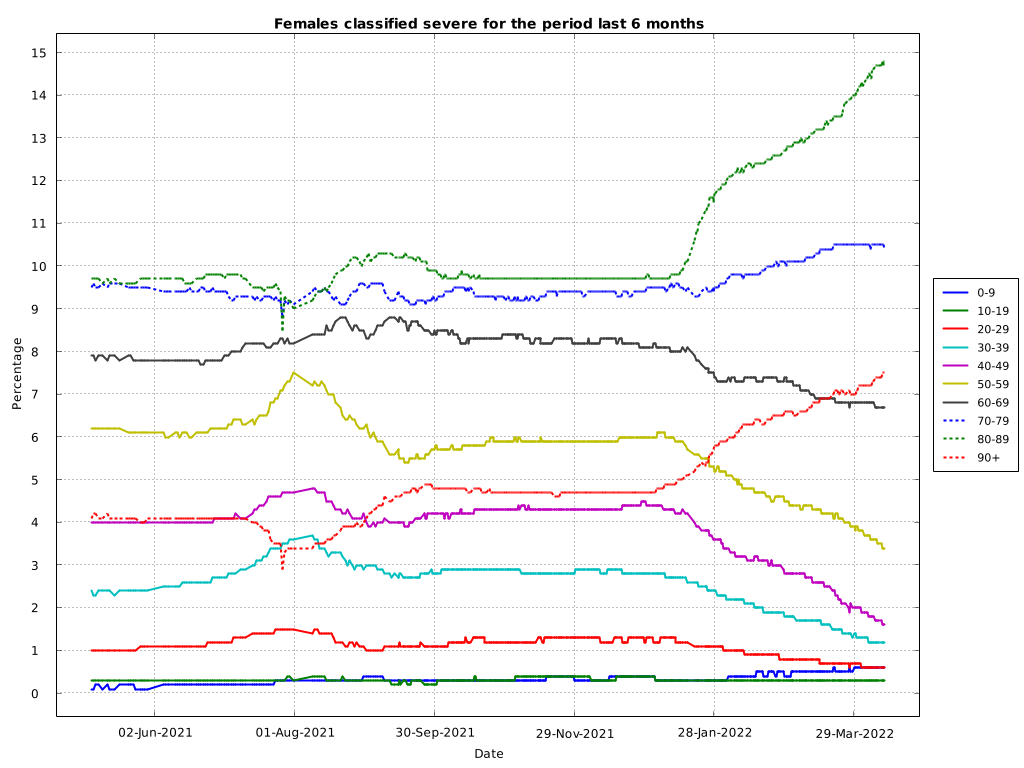 Females classified severe for the period last 6 months
15
14
13
12
11
10
9
8
7
6
5
4
3
2
1
0
Percentage
02-Jun-2021
01-Aug-2021
30-Sep-2021
29-Nov-2021
28-Jan-2022
29-Mar-2022
Date
0-9
10-19
20-29
30-39
40-49
50-59
60-69
70-79
80-89
90+